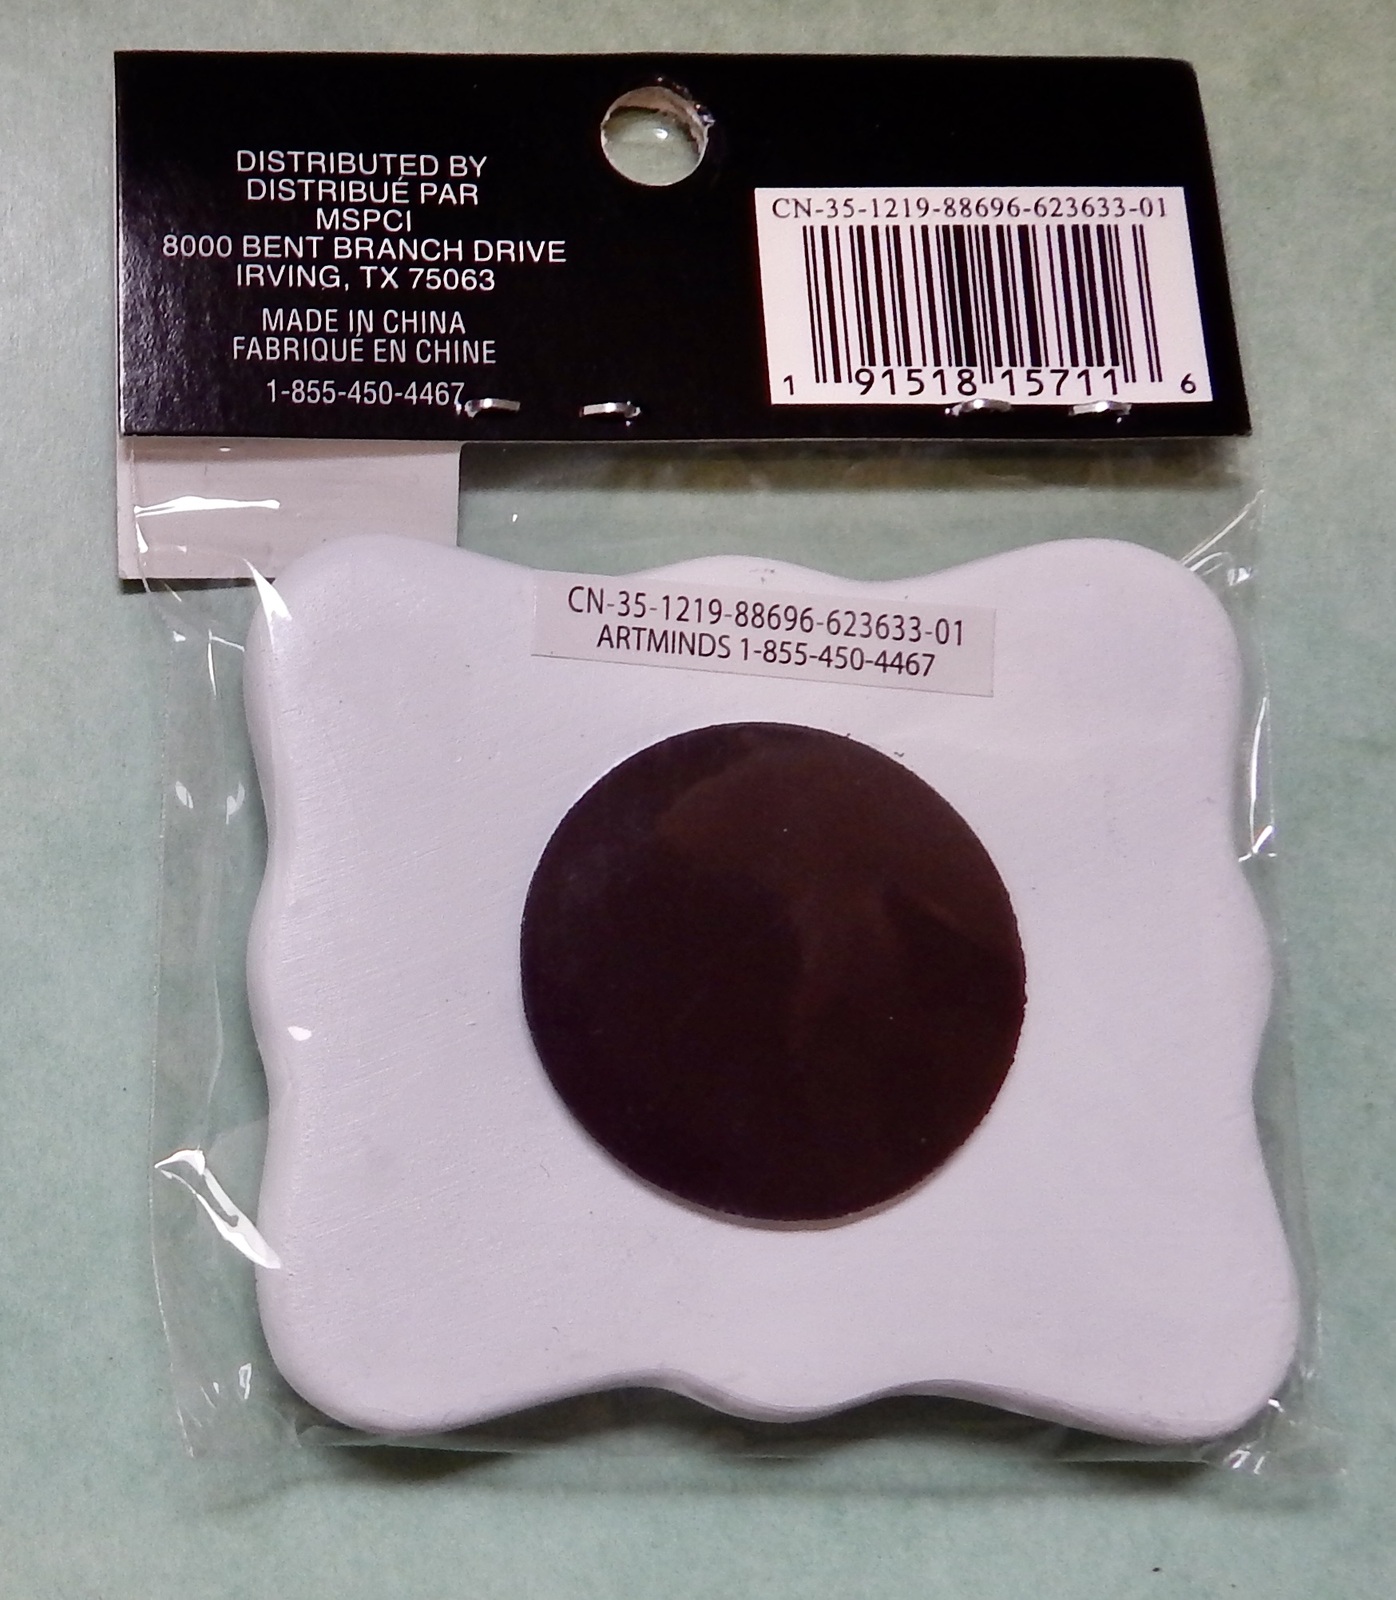 DISTRIBUTED BY
DISTRIBUÉ PAR
MSPCI
8000 BENT BRANCH DRIVE
IRVING, TX 75063
MADE IN CHINA
FABRIQUÉ EN CHINE
1-855-450-4467
CN-35-1219-88696-623633-01
1 91518 15711 6
CN-35-1219-88696-623633-01
ARTMINDS 1-855-450-4467